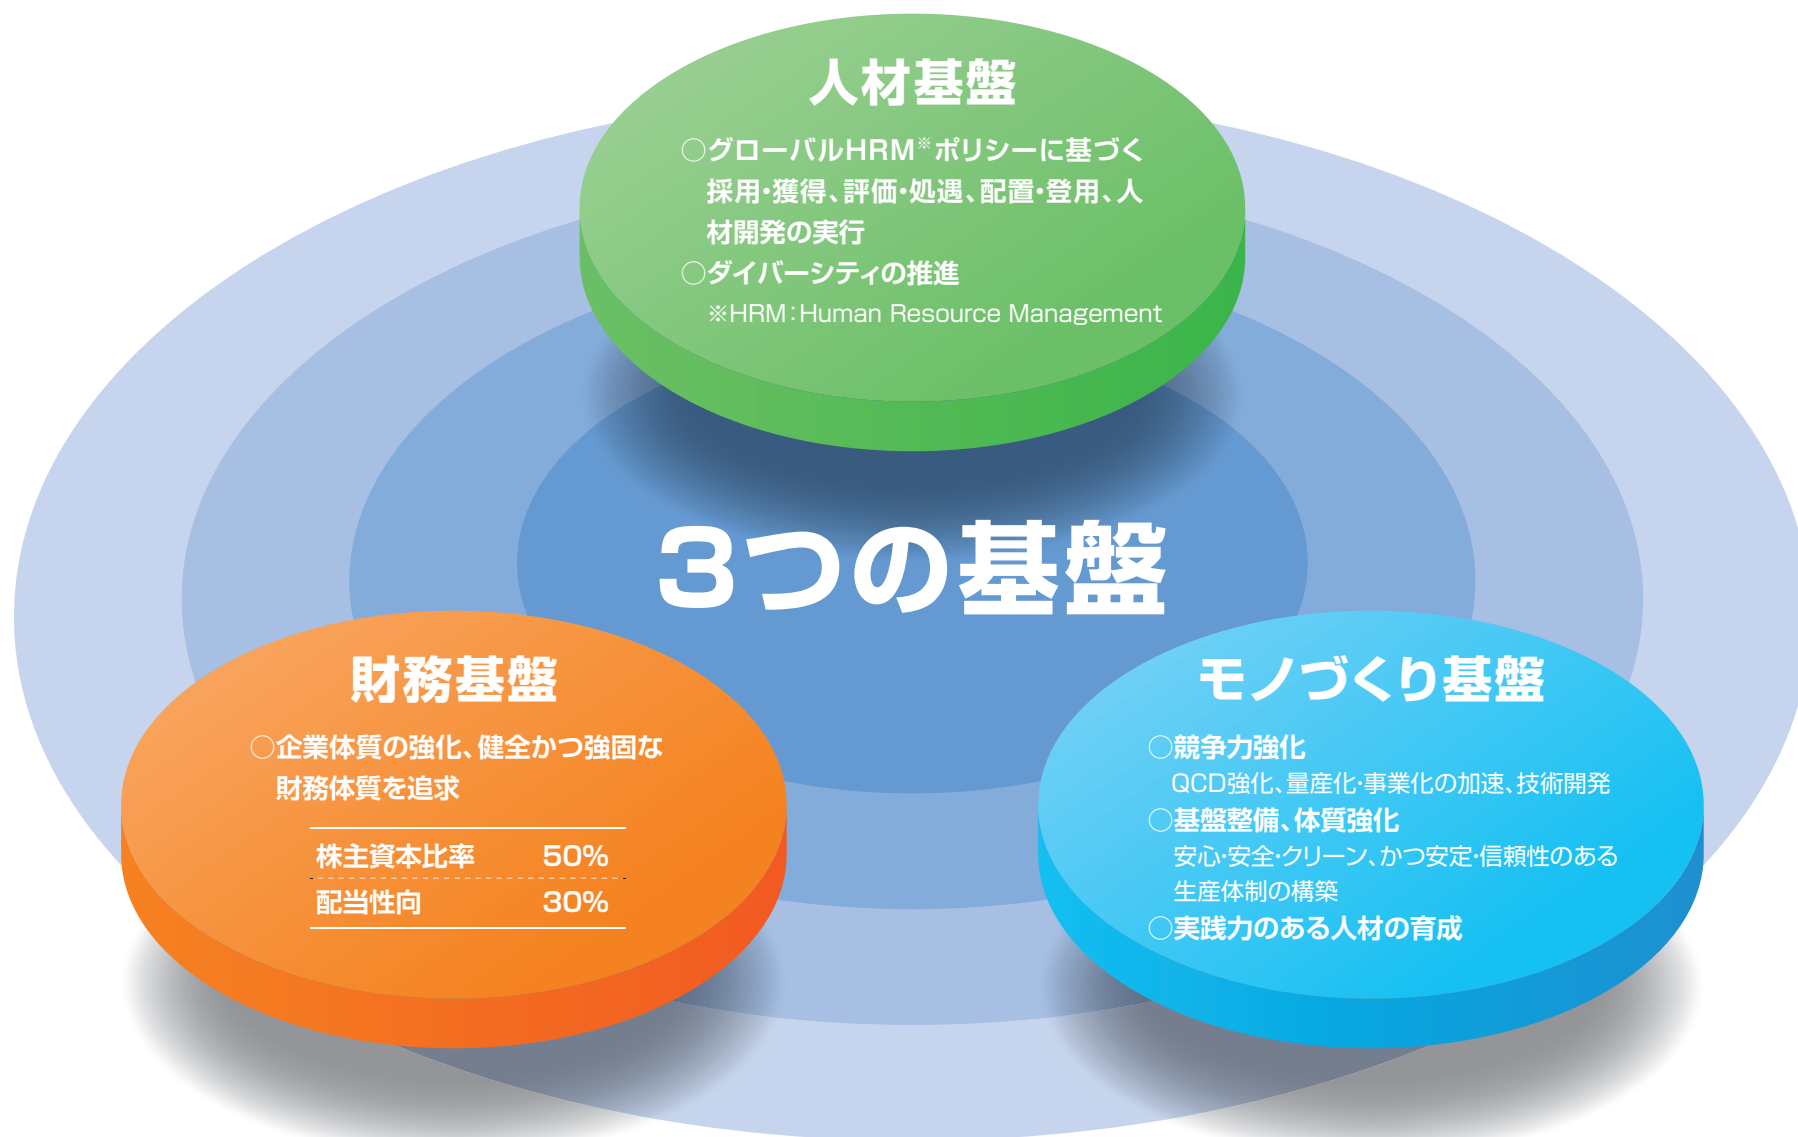 人材基盤
○グローバルHRM※ポリシーに基づく
採用・獲得、評価・処遇、配置・登用、人
材開発の実行
○ダイバーシティの推進
※HRM：Human Resource Management
3つの基盤
財務基盤
○企業体質の強化、健全かつ強固な
財務体質を追求
株主資本比率 50%
配当性向 30%
モノづくり基盤
○競争力強化
QCD強化、量産化・事業化の加速、技術開発
○基盤整備、体質強化
安心・安全・クリーン、かつ安定・信頼性のある
生産体制の構築
○実践力のある人材の育成